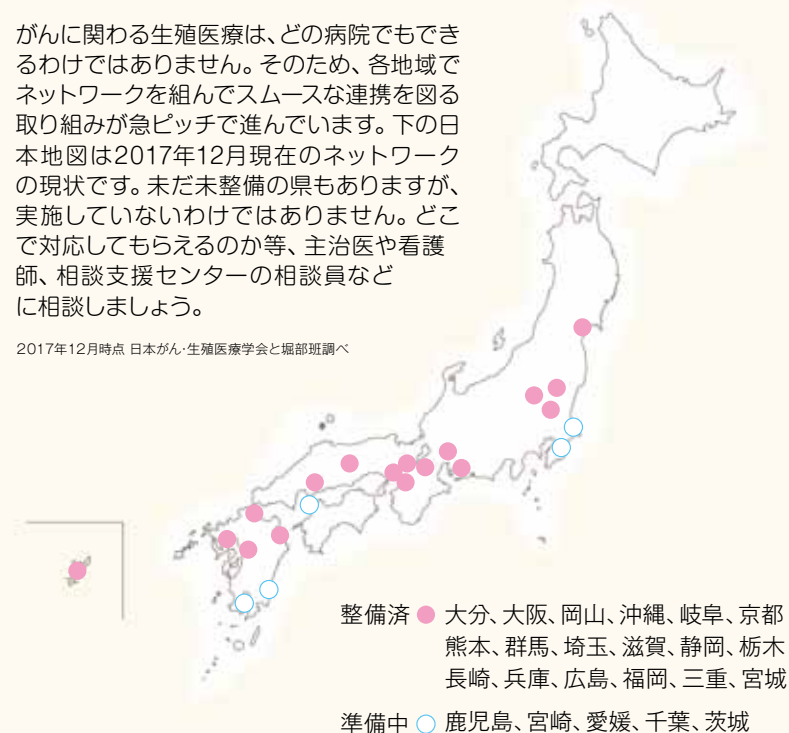 がんに関わる生殖医療は、どの病院でもでき
るわけではありません。そのため、各地域で
ネットワークを組んでスムースな連携を図る
取り組みが急ピッチで進んでいます。下の日
本地図は2017年12月現在のネットワーク
の現状です。未だ未整備の県もありますが、
実施していないわけではありません。どこ
で対応してもらえるのか等、主治医や看護
師、相談支援センターの相談員など
に相談しましょう。
2017年12月時点 日本がん・生殖医療学会と堀部班調べ
整備済 大分、大阪、岡山、沖縄、岐阜、京都
熊本、群馬、埼玉、滋賀、静岡、栃木
長崎、兵庫、広島、福岡、三重、宮城
準備中 鹿児島、宮崎、愛媛、千葉、茨城